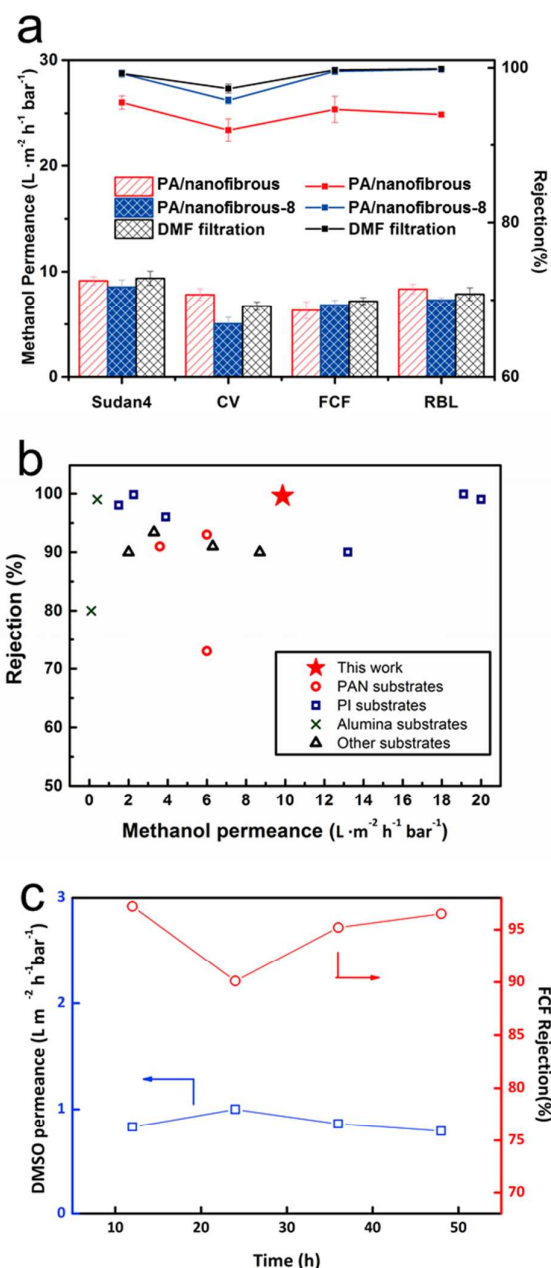 a
Methanol Permeance (L ·m⁻² h⁻¹ bar⁻¹)
30
20
10
0
100
80
60
Rejection(%)
PA/nanofibrous
PA/nanofibrous-8
DMF filtration
PA/nanofibrous
PA/nanofibrous-8
DMF filtration
Sudan4
CV
FCF
RBL
b
Rejection (%)
100
90
80
70
60
50
This work
PAN substrates
PI substrates
Alumina substrates
Other substrates
0 2 4 6 8 10 12 14 16 18 20
Methanol permeance (L ·m⁻² h⁻¹ bar⁻¹)
c
DMSO permeance (L m ⁻² h⁻¹bar⁻¹)
3
2
1
0
95
90
85
77
75
70
68
FCF Rejection(%)
10 20 30 40 50
Time (h)